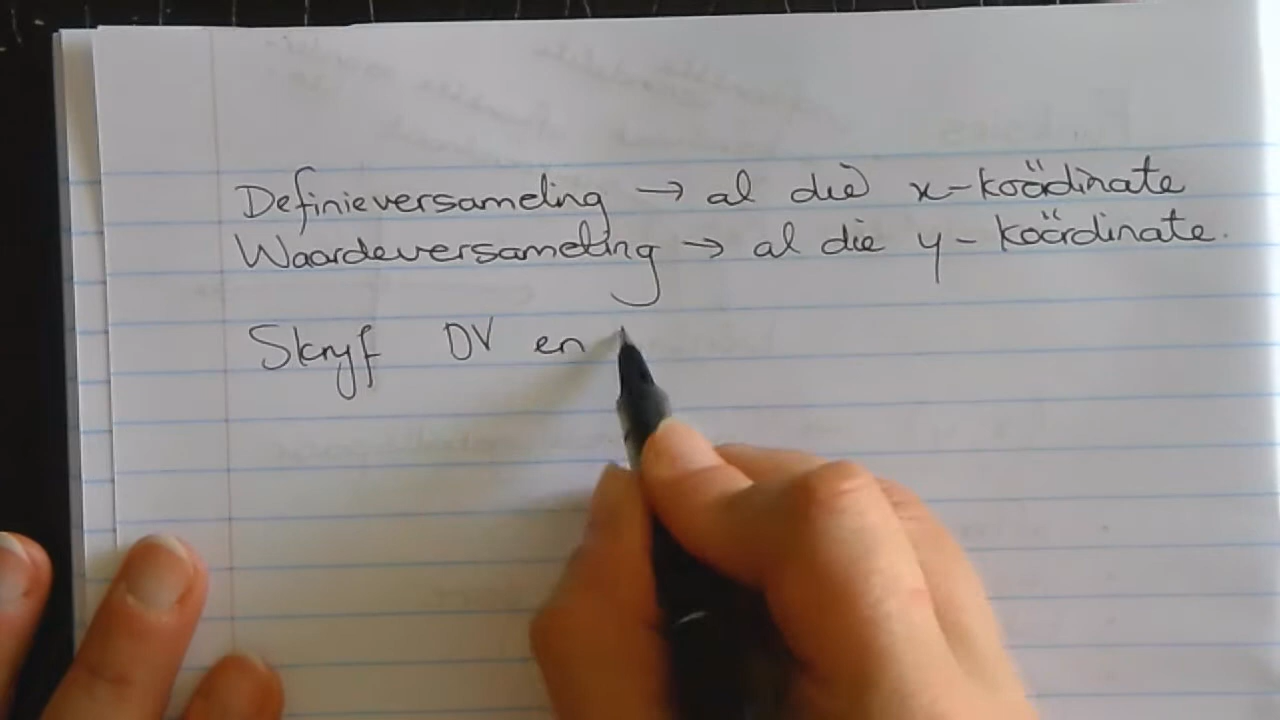 Definieversameling → al die x-koördinate
Waardeversameling → al die y-koördinate.
Skryf DV en